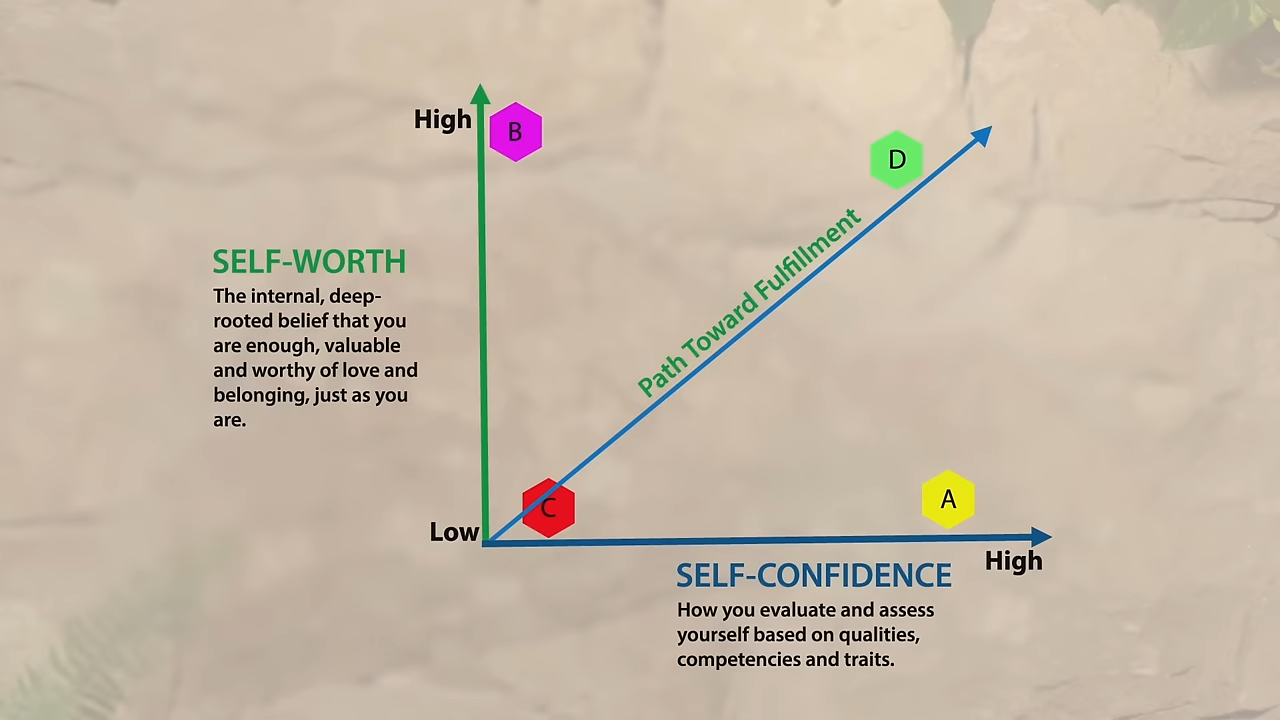 High
B
D
SELF-WORTH
The internal, deep-
rooted belief that you
are enough, valuable
and worthy of love and
belonging, just as you
are.
Path Toward Fulfillment
C
A
Low
High
SELF-CONFIDENCE
How you evaluate and assess
yourself based on qualities,
competencies and traits.